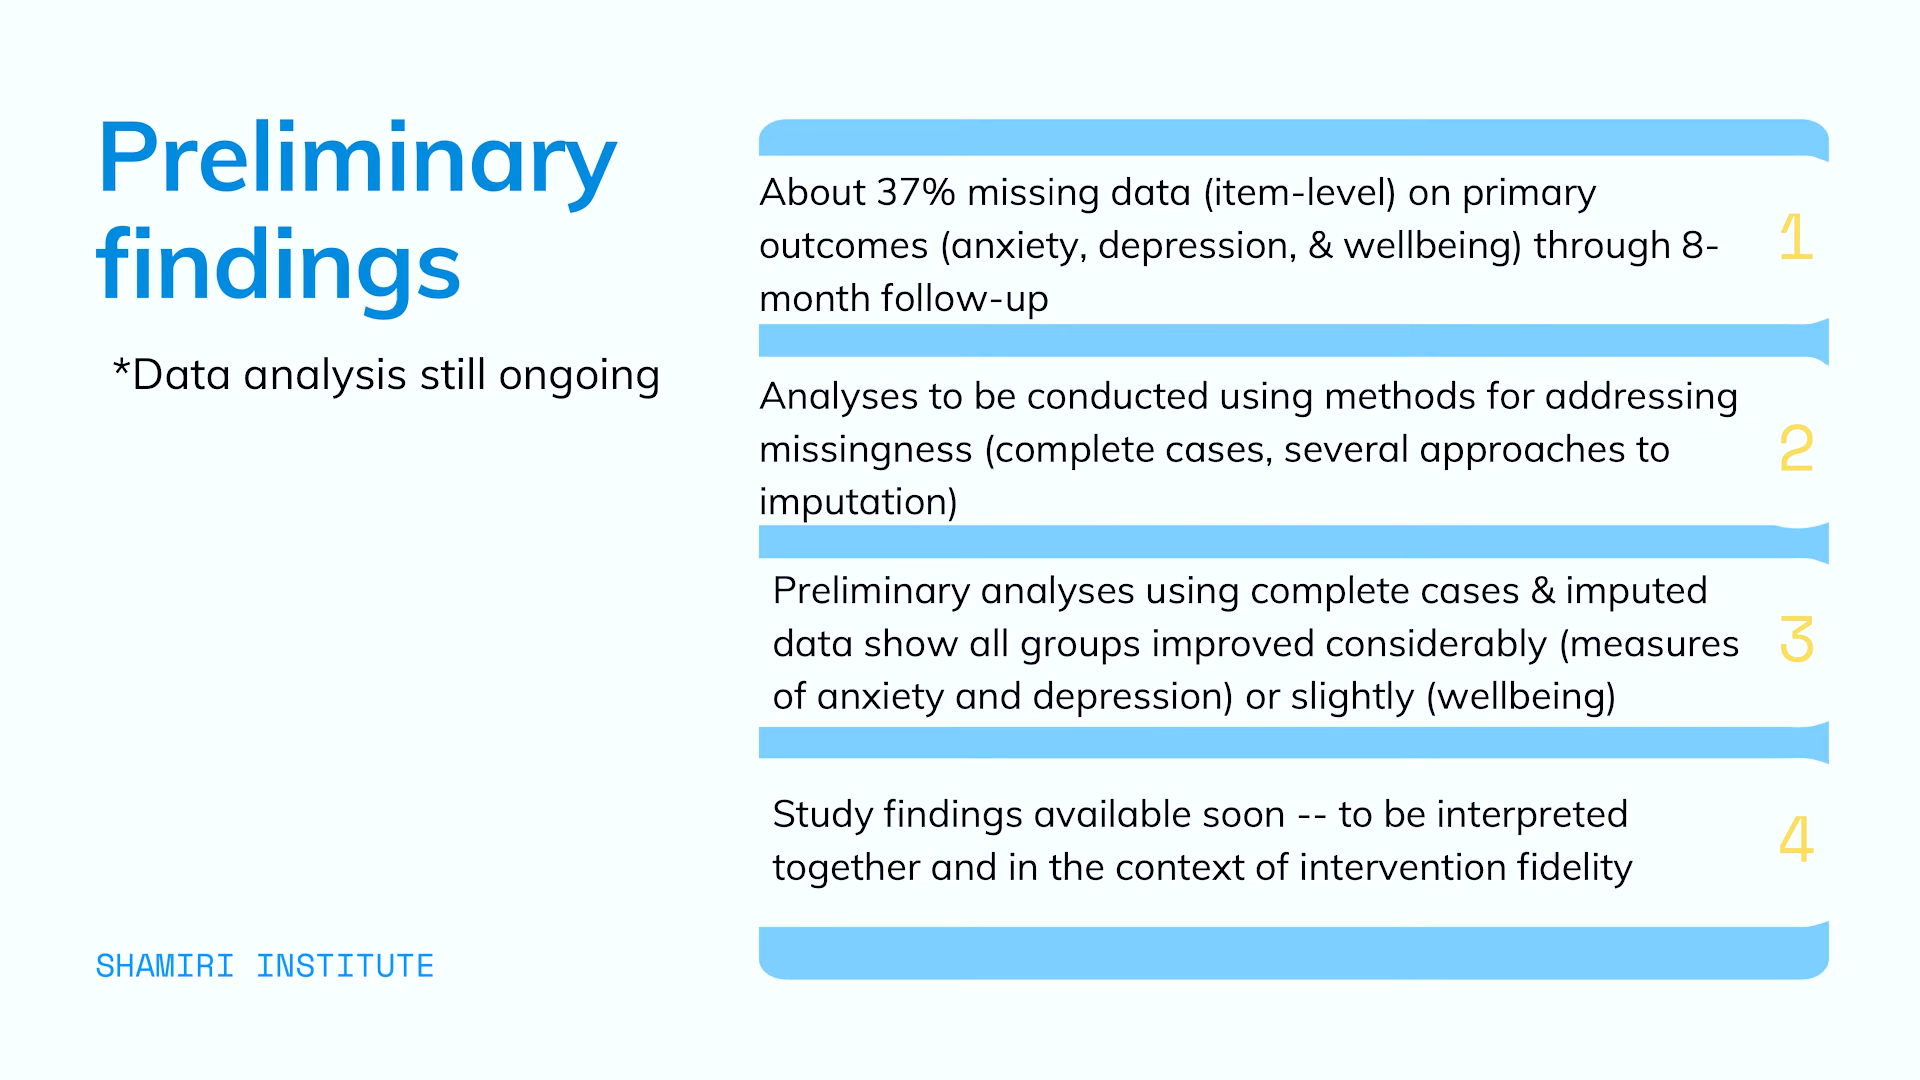 Preliminary
findings
*Data analysis still ongoing
About 37% missing data (item-level) on primary
outcomes (anxiety, depression, & wellbeing) through 8-
month follow-up
1
Analyses to be conducted using methods for addressing
missingness (complete cases, several approaches to
imputation)
2
Preliminary analyses using complete cases & imputed
data show all groups improved considerably (measures
of anxiety and depression) or slightly (wellbeing)
3
Study findings available soon -- to be interpreted
together and in the context of intervention fidelity
4
SHAMIRI INSTITUTE